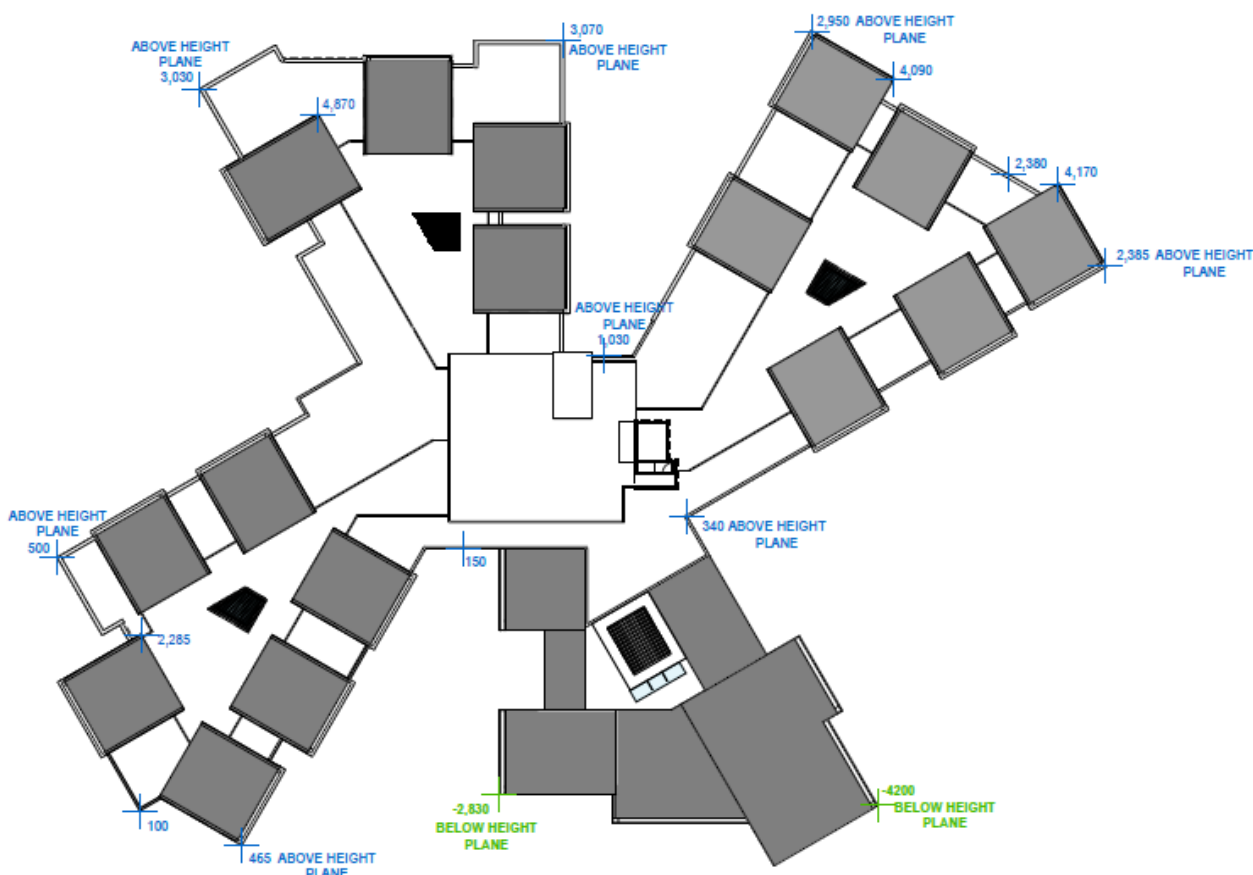 ABOVE HEIGHT
PLANE
3,030
3,070
ABOVE HEIGHT
PLANE
2,950 ABOVE HEIGHT
PLANE
4,090
4,870
2,380
4,170
2,385 ABOVE HEIGHT
PLANE
ABOVE HEIGHT
PLANE
1,030
ABOVE HEIGHT
PLANE
500
340 ABOVE HEIGHT
PLANE
150
2,285
100
465 ABOVE HEIGHT
PLANE
-2,830
BELOW HEIGHT
PLANE
-4200
BELOW HEIGHT
PLANE